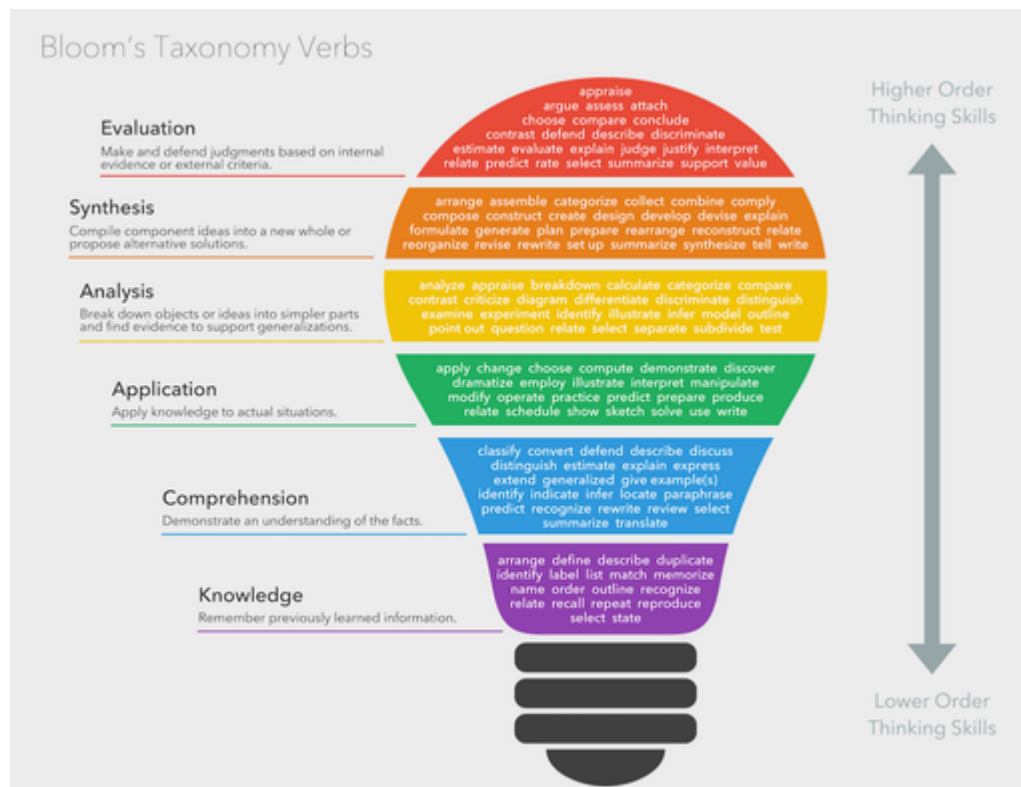 Bloom's Taxonomy Verbs
Higher Order
Thinking Skills
Evaluation
Make and defend judgments based on internal
evidence or external criteria.
appraise
argue assess attach
choose compare conclude
contrast defend describe discriminate
estimate evaluate explain judge justify interpret
relate predict rate select summarize support value
Synthesis
Compile component ideas into a new whole or
propose alternative solutions.
arrange assemble categorize collect combine comply
compose construct create design develop devise explain
formulate generate plan prepare rearrange reconstruct relate
reorganize revise rewrite set up summarize synthesize tell write
Analysis
Break down objects or ideas into simpler parts
and find evidence to support generalizations.
analyze appraise breakdown calculate categorize compare
contrast criticize diagram differentiate discriminate distinguish
examine experiment identify illustrate infer model outline
point out question relate select separate subdivide test
Application
Apply knowledge to actual situations.
apply change choose compute demonstrate discover
dramatize employ illustrate interpret manipulate
modify operate practice predict prepare produce
relate schedule show sketch solve use write
Comprehension
Demonstrate an understanding of the facts.
classify convert defend describe discuss
distinguish estimate explain express
extend generalized give example(s)
identify indicate infer locate paraphrase
predict recognize rewrite review select
summarize translate
Knowledge
Remember previously learned information.
arrange define describe duplicate
identify label list match memorize
name order outline recognize
relate recall repeat reproduce
select state
Lower Order
Thinking Skills